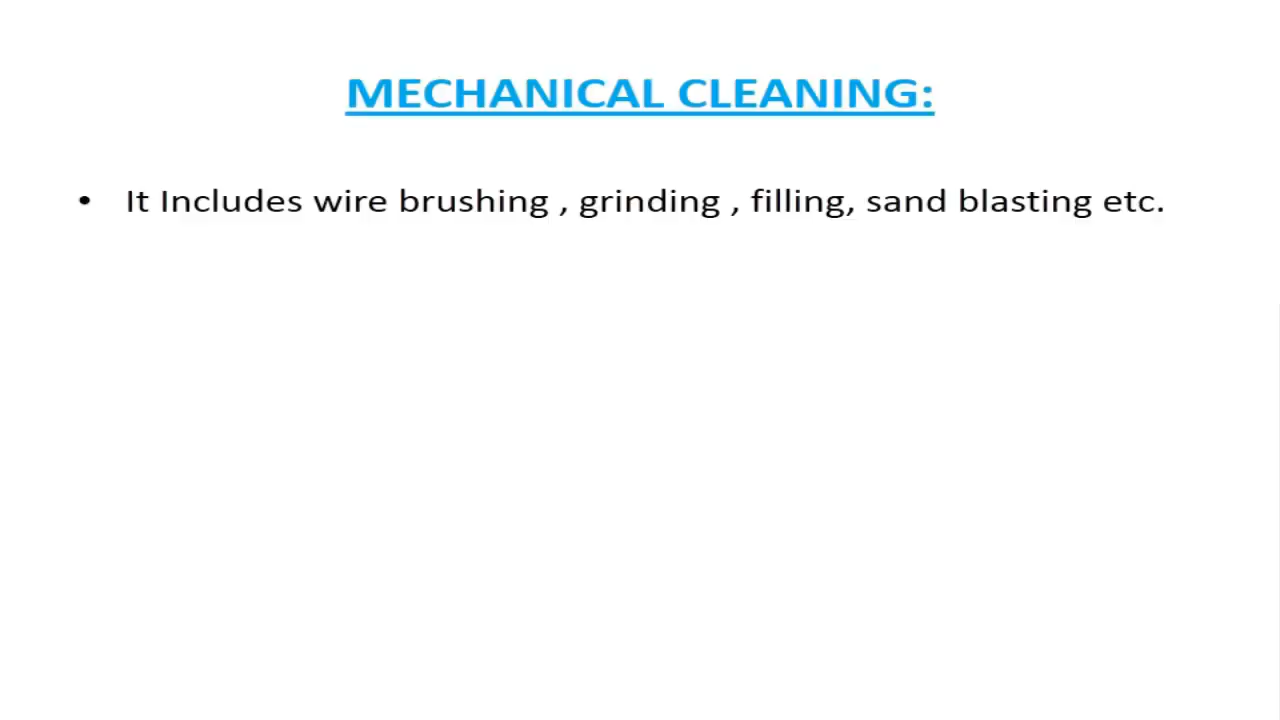 MECHANICAL CLEANING:
• It Includes wire brushing , grinding , filling, sand blasting etc.